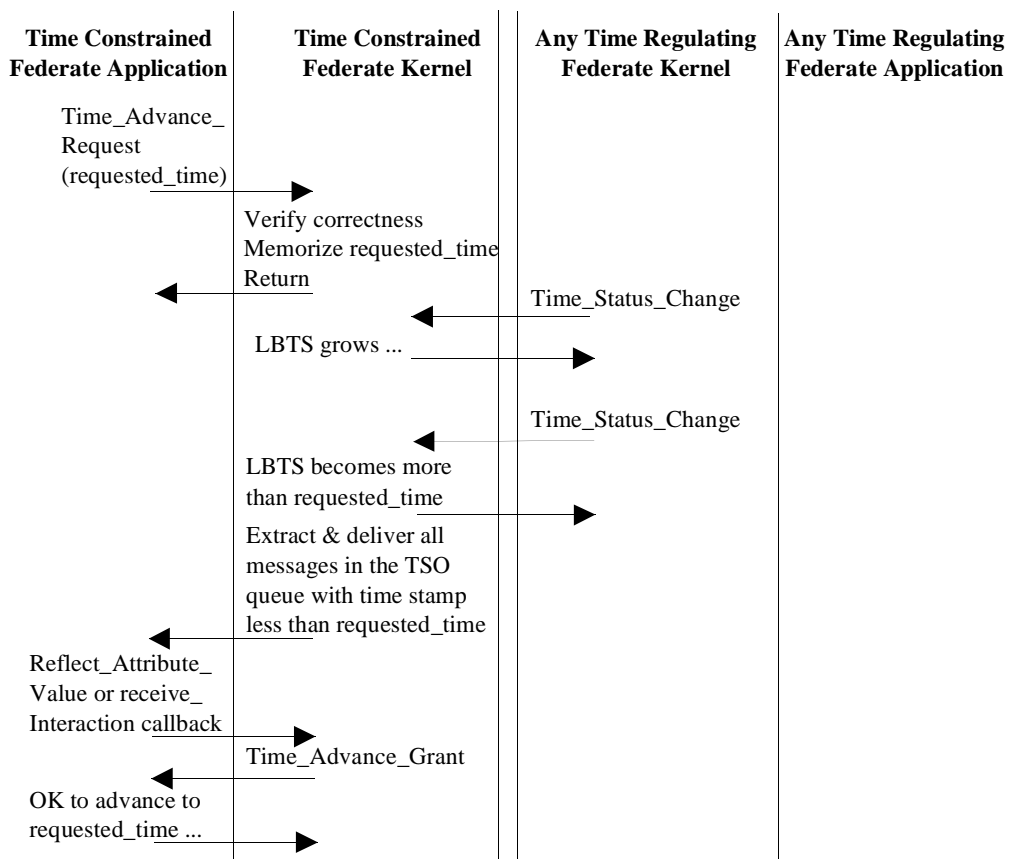 Time Constrained
Federate Application
Time Constrained
Federate Kernel
Any Time Regulating
Federate Kernel
Any Time Regulating
Federate Application
Time_Advance_
Request
(requested_time)
Verify correctness
Memorize requested_time
Return
Time_Status_Change
LBTS grows ...
Time_Status_Change
LBTS becomes more
than requested_time
Extract & deliver all
messages in the TSO
queue with time stamp
less than requested_time
Reflect_Attribute_
Value or receive_
Interaction callback
Time_Advance_Grant
OK to advance to
requested_time ...